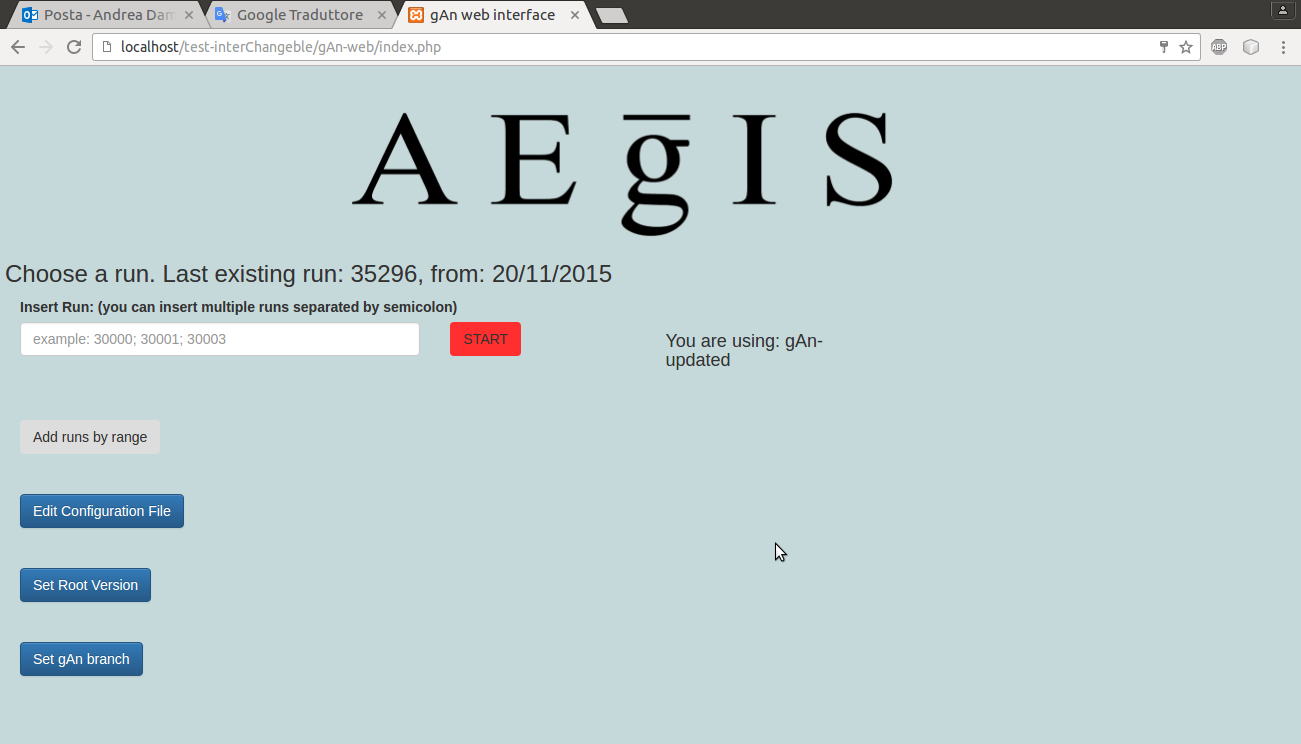 Posta - Andrea Dam
Google Traduttore
gAn web interface
localhost/test-interChangeble/gAn-web/index.php
ABP
A E g̅ I S
Choose a run. Last existing run: 35296, from: 20/11/2015
Insert Run: (you can insert multiple runs separated by semicolon)
example: 30000; 30001; 30003
START
You are using: gAn-
updated
Add runs by range
Edit Configuration File
Set Root Version
Set gAn branch